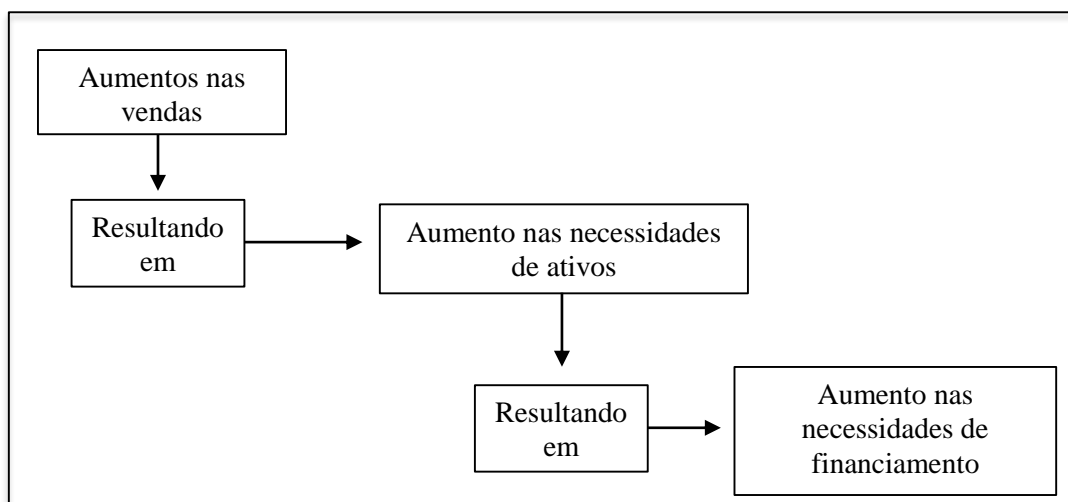 Aumentos nas
vendas
Resultando
em
Aumento nas necessidades
de ativos
Resultando
em
Aumento nas
necessidades de
financiamento